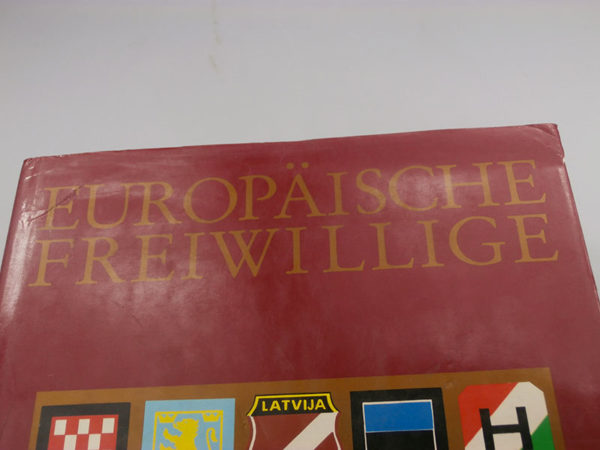 EUROPÄISCHE
FREIWILLIGE
LATVIJA
H